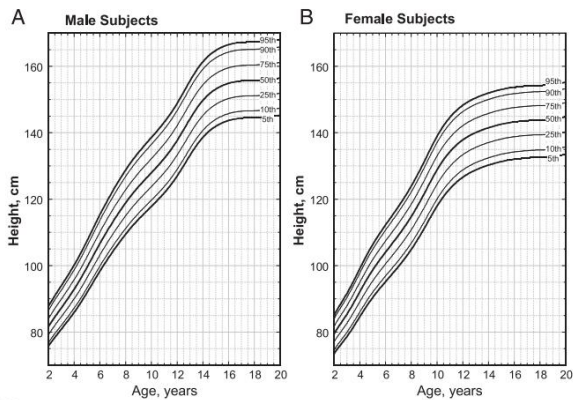 A
Male Subjects
160
140
120
100
80
Height, cm
95th
90th
75th
50th
25th
10th
5th
2 4 6 8 10 12 14 16 18 20
Age, years
B
Female Subjects
160
140
120
100
80
Height, cm
95th
90th
75th
50th
25th
10th
5th
2 4 6 8 10 12 14 16 18 20
Age, years